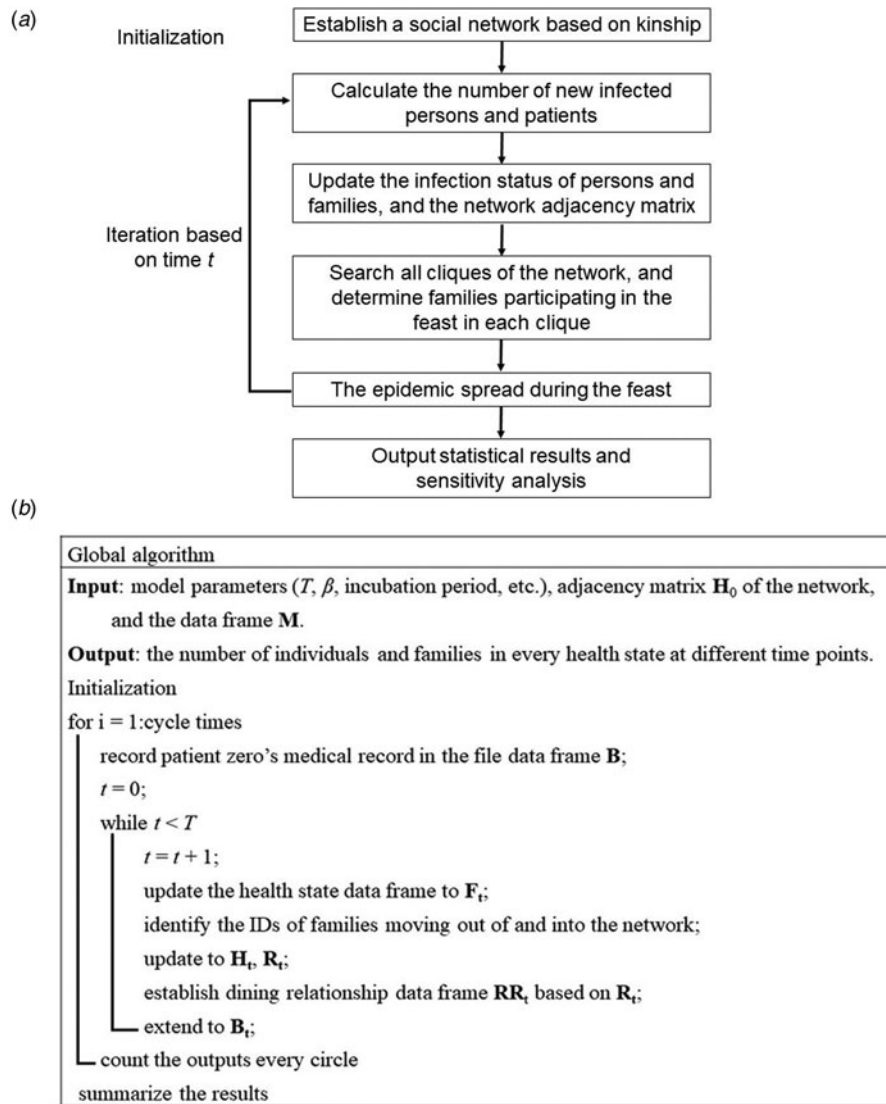 (a)
Initialization
Establish a social network based on kinship
Calculate the number of new infected
persons and patients
Update the infection status of persons and
families, and the network adjacency matrix
Iteration based
on time t
Search all cliques of the network, and
determine families participating in the
feast in each clique
The epidemic spread during the feast
Output statistical results and
sensitivity analysis
(b)
Global algorithm
Input: model parameters (T, β, incubation period, etc.), adjacency matrix H₀ of the network,
and the data frame M.
Output: the number of individuals and families in every health state at different time points.
Initialization
for i = 1:cycle times
record patient zero's medical record in the file data frame B;
t = 0;
while t < T
t = t + 1;
update the health state data frame to Fₜ;
identify the IDs of families moving out of and into the network;
update to Hₜ, Rₜ;
establish dining relationship data frame RRₜ based on Rₜ;
extend to Bₜ;
count the outputs every circle
summarize the results